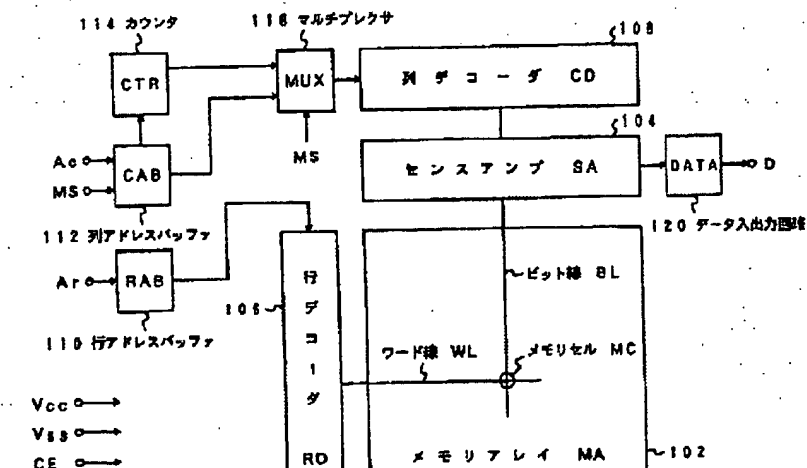 114 カウンタ
116 マルチプレクサ
108
CTR
MUX
列デコーダ CD
104
MS
Ac
MS
CAB
センスアンプ SA
DATA
D
112 列アドレスバッファ
120 データ入出力回路
Ar
RAB
106
行デコーダ RD
ビット線 BL
110 行アドレスバッファ
ワード線 WL
メモリセル MC
Vcc
Vss
CE
メモリアレイ MA
102